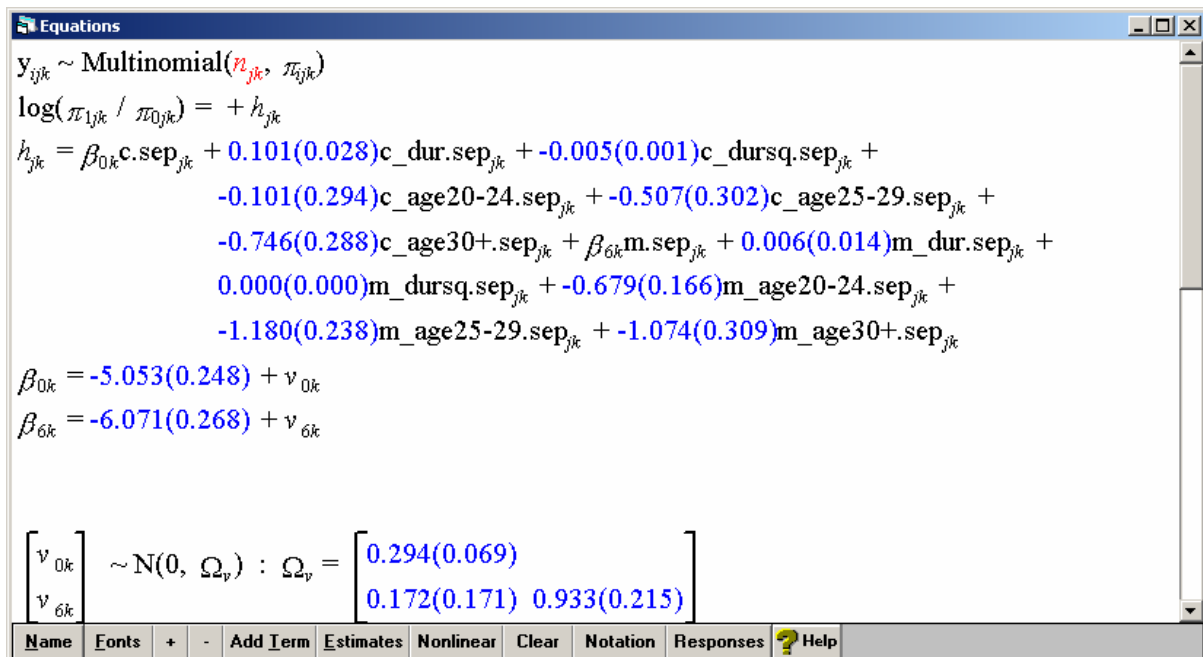 Equations
y_ijk ~ Multinomial(n_jk, π_ijk)
log(π_1jk / π_0jk) = + h_jk
h_jk = β_0k c.sep_jk + 0.101(0.028)c_dur.sep_jk + -0.005(0.001)c_dursq.sep_jk +
-0.101(0.294)c_age20-24.sep_jk + -0.507(0.302)c_age25-29.sep_jk +
-0.746(0.288)c_age30+.sep_jk + β_6k m.sep_jk + 0.006(0.014)m_dur.sep_jk +
0.000(0.000)m_dursq.sep_jk + -0.679(0.166)m_age20-24.sep_jk +
-1.180(0.238)m_age25-29.sep_jk + -1.074(0.309)m_age30+.sep_jk
β_0k = -5.053(0.248) + v_0k
β_6k = -6.071(0.268) + v_6k
[v_0k v_6k] ~ N(0, Ω_v) : Ω_v = [0.294(0.069)
0.172(0.171) 0.933(0.215)]
Name Fonts + - Add Term Estimates Nonlinear Clear Notation Responses ? Help